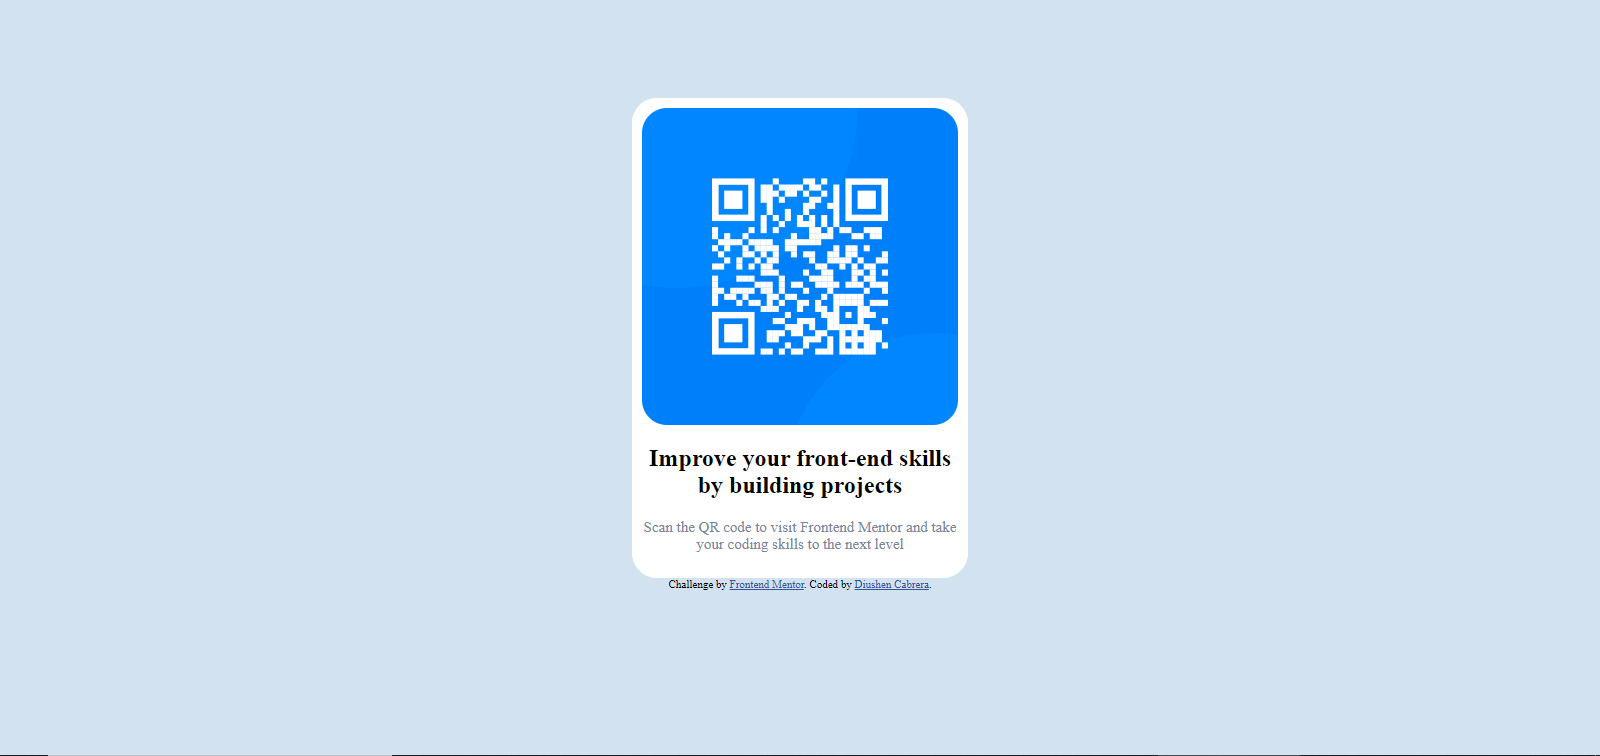 Improve your front-end skills
by building projects
Scan the QR code to visit Frontend Mentor and take
your coding skills to the next level
Challenge by Frontend Mentor. Coded by Diushen Cabrera.